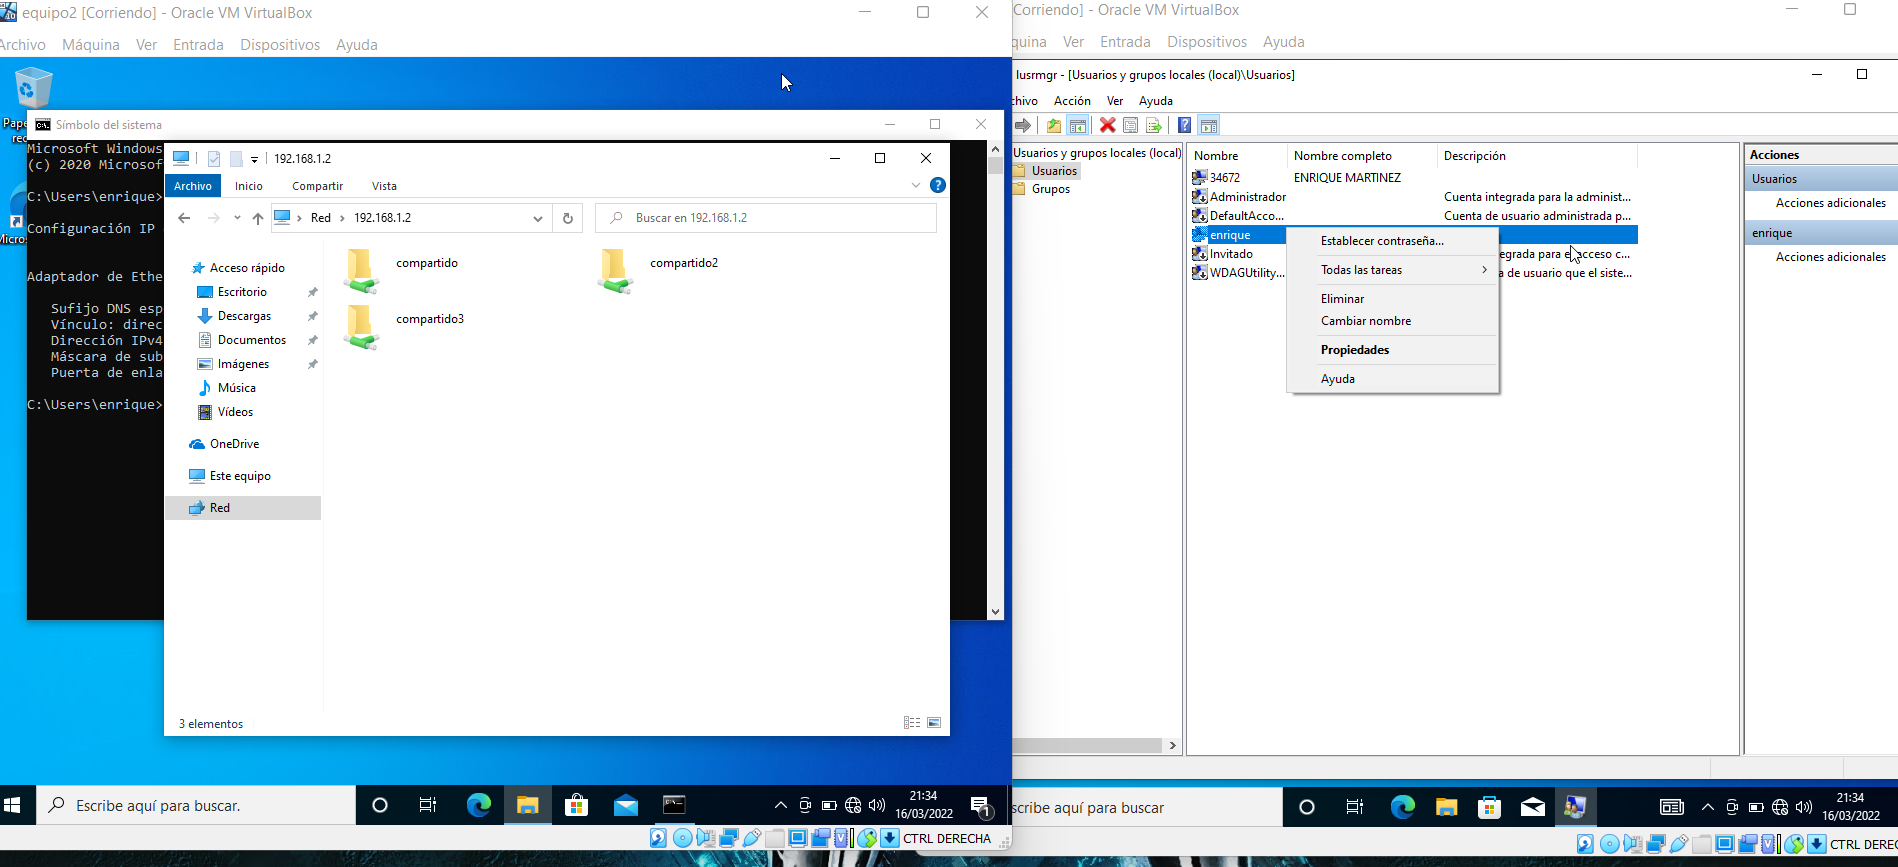 equipo2 [Corriendo] - Oracle VM VirtualBox
Archivo Máquina Ver Entrada Dispositivos Ayuda
Símbolo del sistema
Microsoft Windows
(c) 2020 Microsof
C:\Users\enrique>
Configuración IP
Adaptador de Ethe
Sufijo DNS esp
Vínculo: direc
Dirección IPv4
Máscara de sub
Puerta de enla
C:\Users\enrique>
192.168.1.2
Archivo Inicio Compartir Vista
Red > 192.168.1.2
Buscar en 192.168.1.2
Acceso rápido
Escritorio
Descargas
Documentos
Imágenes
Música
Vídeos
OneDrive
Este equipo
Red
compartido
compartido2
compartido3
3 elementos
Escribe aquí para buscar.
21:34
16/03/2022
1
CTRL DERECHA
Corriendo] - Oracle VM VirtualBox
quina Ver Entrada Dispositivos Ayuda
lusrmgr - [Usuarios y grupos locales (local)\Usuarios]
chivo Acción Ver Ayuda
Usuarios y grupos locales (local)
Usuarios
Grupos
Nombre Nombre completo Descripción
34672 ENRIQUE MARTINEZ
Administrador Cuenta integrada para la administ...
DefaultAcco... Cuenta de usuario administrada p...
enrique
Invitado egrada para el acceso c...
WDAGUtility... a de usuario que el siste...
Establecer contraseña...
Todas las tareas
Eliminar
Cambiar nombre
Propiedades
Ayuda
Acciones
Usuarios
Acciones adicionales
enrique
Acciones adicionales
scribe aquí para buscar
21:34
16/03/2022
CTRL DEREC